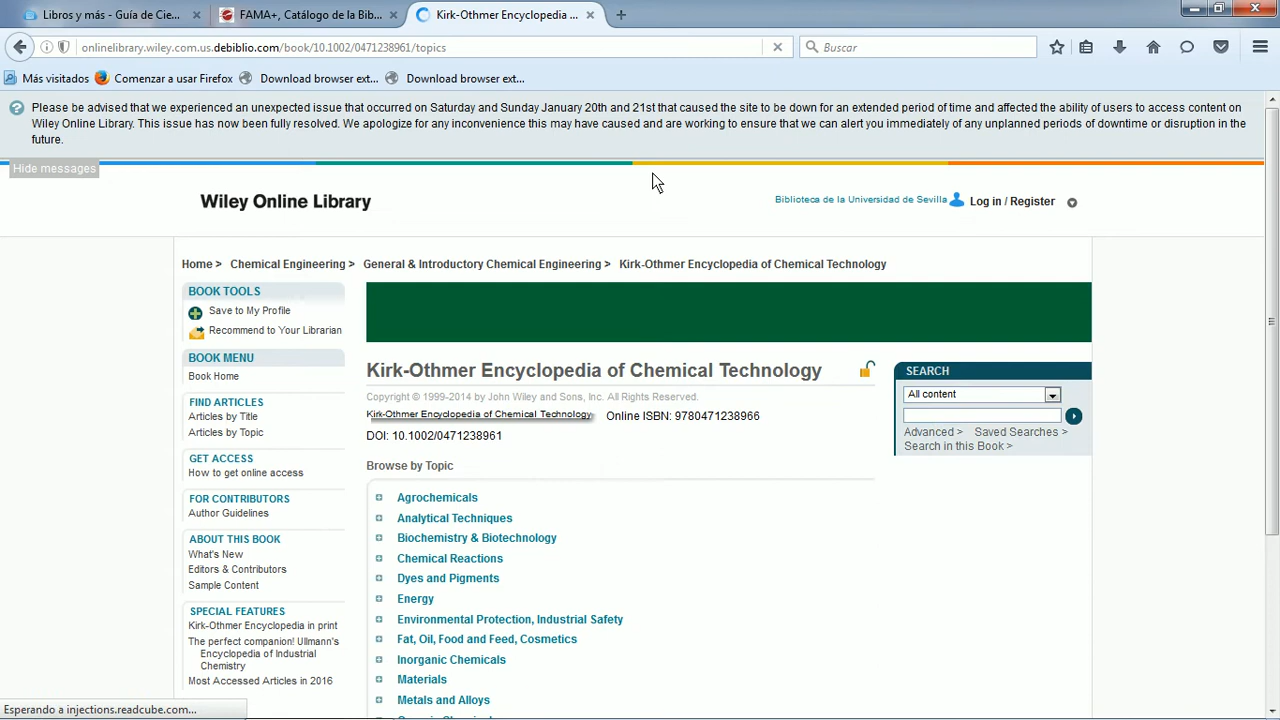 Libros y más - Guía de Cie...
FAMA+, Catálogo de la Bib...
Kirk-Othmer Encyclopedia ...
onlinelibrary.wiley.com.us.debiblio.com/book/10.1002/0471238961/topics
Buscar
Más visitados
Comenzar a usar Firefox
Download browser ext...
Download browser ext...
Please be advised that we experienced an unexpected issue that occurred on Saturday and Sunday January 20th and 21st that caused the site to be down for an extended period of time and affected the ability of users to access content on
Wiley Online Library. This issue has now been fully resolved. We apologize for any inconvenience this may have caused and are working to ensure that we can alert you immediately of any unplanned periods of downtime or disruption in the
future.
Hide messages
Wiley Online Library
Biblioteca de la Universidad de Sevilla
Log in / Register
Home > Chemical Engineering > General & Introductory Chemical Engineering > Kirk-Othmer Encyclopedia of Chemical Technology
BOOK TOOLS
Save to My Profile
Recommend to Your Librarian
BOOK MENU
Book Home
FIND ARTICLES
Articles by Title
Articles by Topic
GET ACCESS
How to get online access
FOR CONTRIBUTORS
Author Guidelines
ABOUT THIS BOOK
What's New
Editors & Contributors
Sample Content
SPECIAL FEATURES
Kirk-Othmer Encyclopedia in print
The perfect companion! Ullmann's
Encyclopedia of Industrial
Chemistry
Most Accessed Articles in 2016
Kirk-Othmer Encyclopedia of Chemical Technology
Copyright © 1999-2014 by John Wiley and Sons, Inc. All Rights Reserved.
Kirk-Othmer Encyclopedia of Chemical Technology
Online ISBN: 9780471238966
DOI: 10.1002/0471238961
Browse by Topic
Agrochemicals
Analytical Techniques
Biochemistry & Biotechnology
Chemical Reactions
Dyes and Pigments
Energy
Environmental Protection, Industrial Safety
Fat, Oil, Food and Feed, Cosmetics
Inorganic Chemicals
Materials
Metals and Alloys
SEARCH
All content
Advanced > Saved Searches >
Search in this Book >
Esperando a injections.readcube.com...